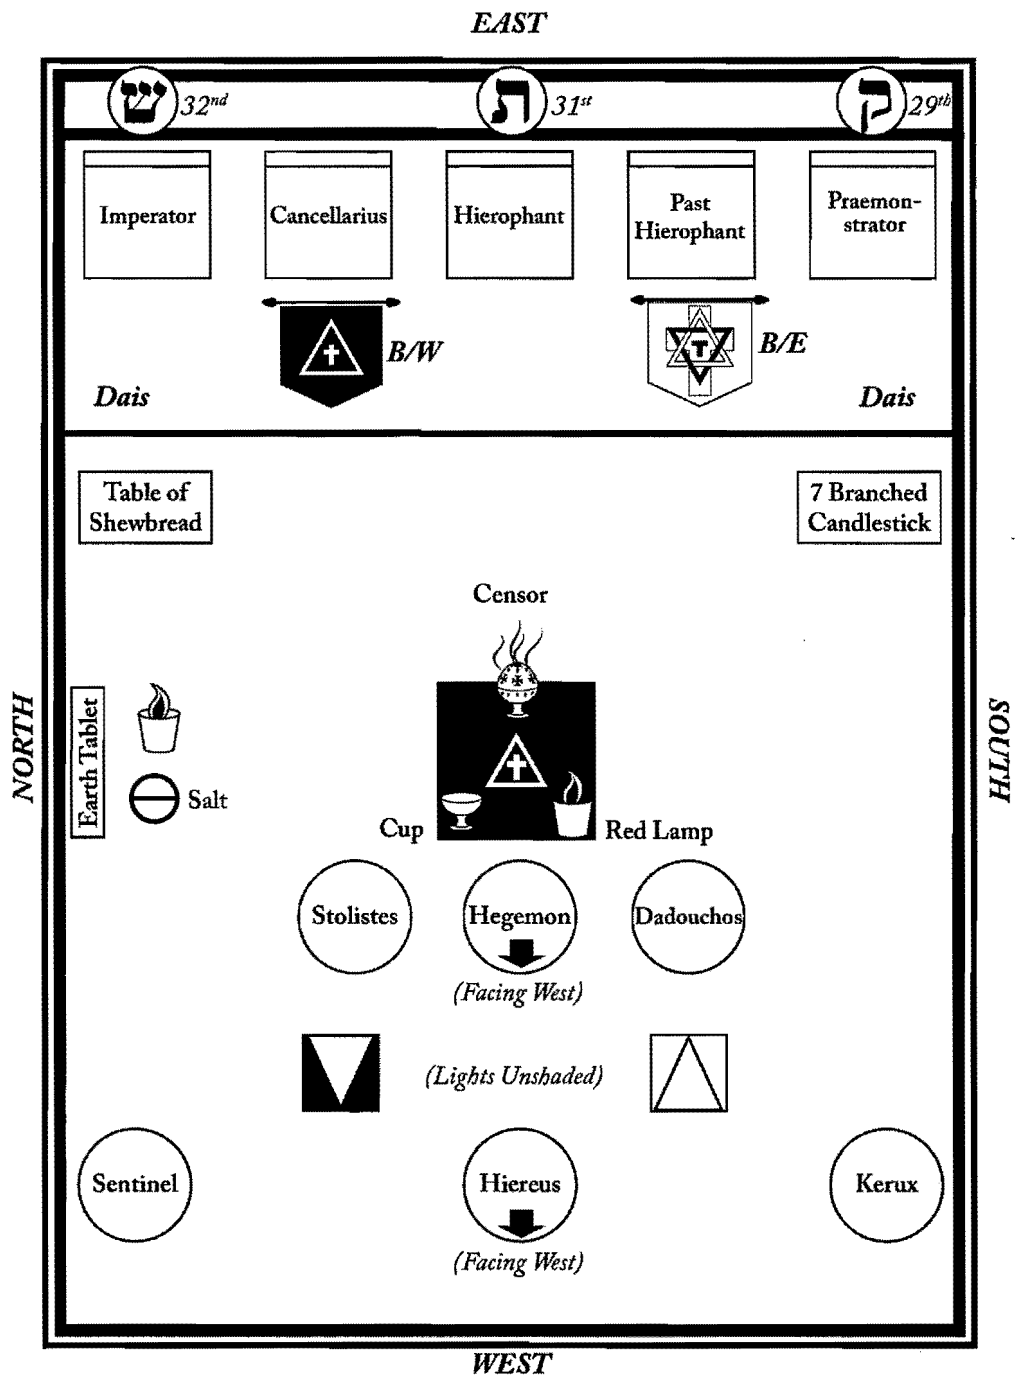 EAST
ש 32nd
ת 31st
ק 29th
Imperator
Cancellarius
Hierophant
Past
Hierophant
Praemon-
strator
B/W
T
B/E
Dais
Dais
Table of
Shewbread
7 Branched
Candlestick
Censor
NORTH
Earth Tablet
Salt
SOUTH
Cup
Red Lamp
Stolistes
Hegemon
Dadouchos
(Facing West)
(Lights Unshaded)
Sentinel
Hiereus
Kerux
(Facing West)
WEST